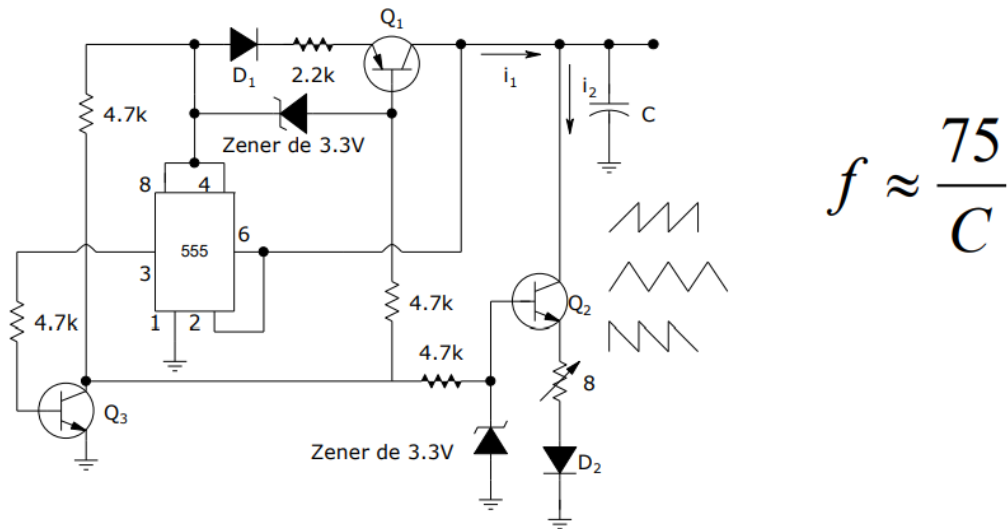 Q1
D1
2.2k
i1
i2
C
4.7k
Zener de 3.3V
8
4
6
555
3
1
2
4.7k
4.7k
4.7k
Q2
8
Q3
Zener de 3.3V
D2
f ≈ 75/C